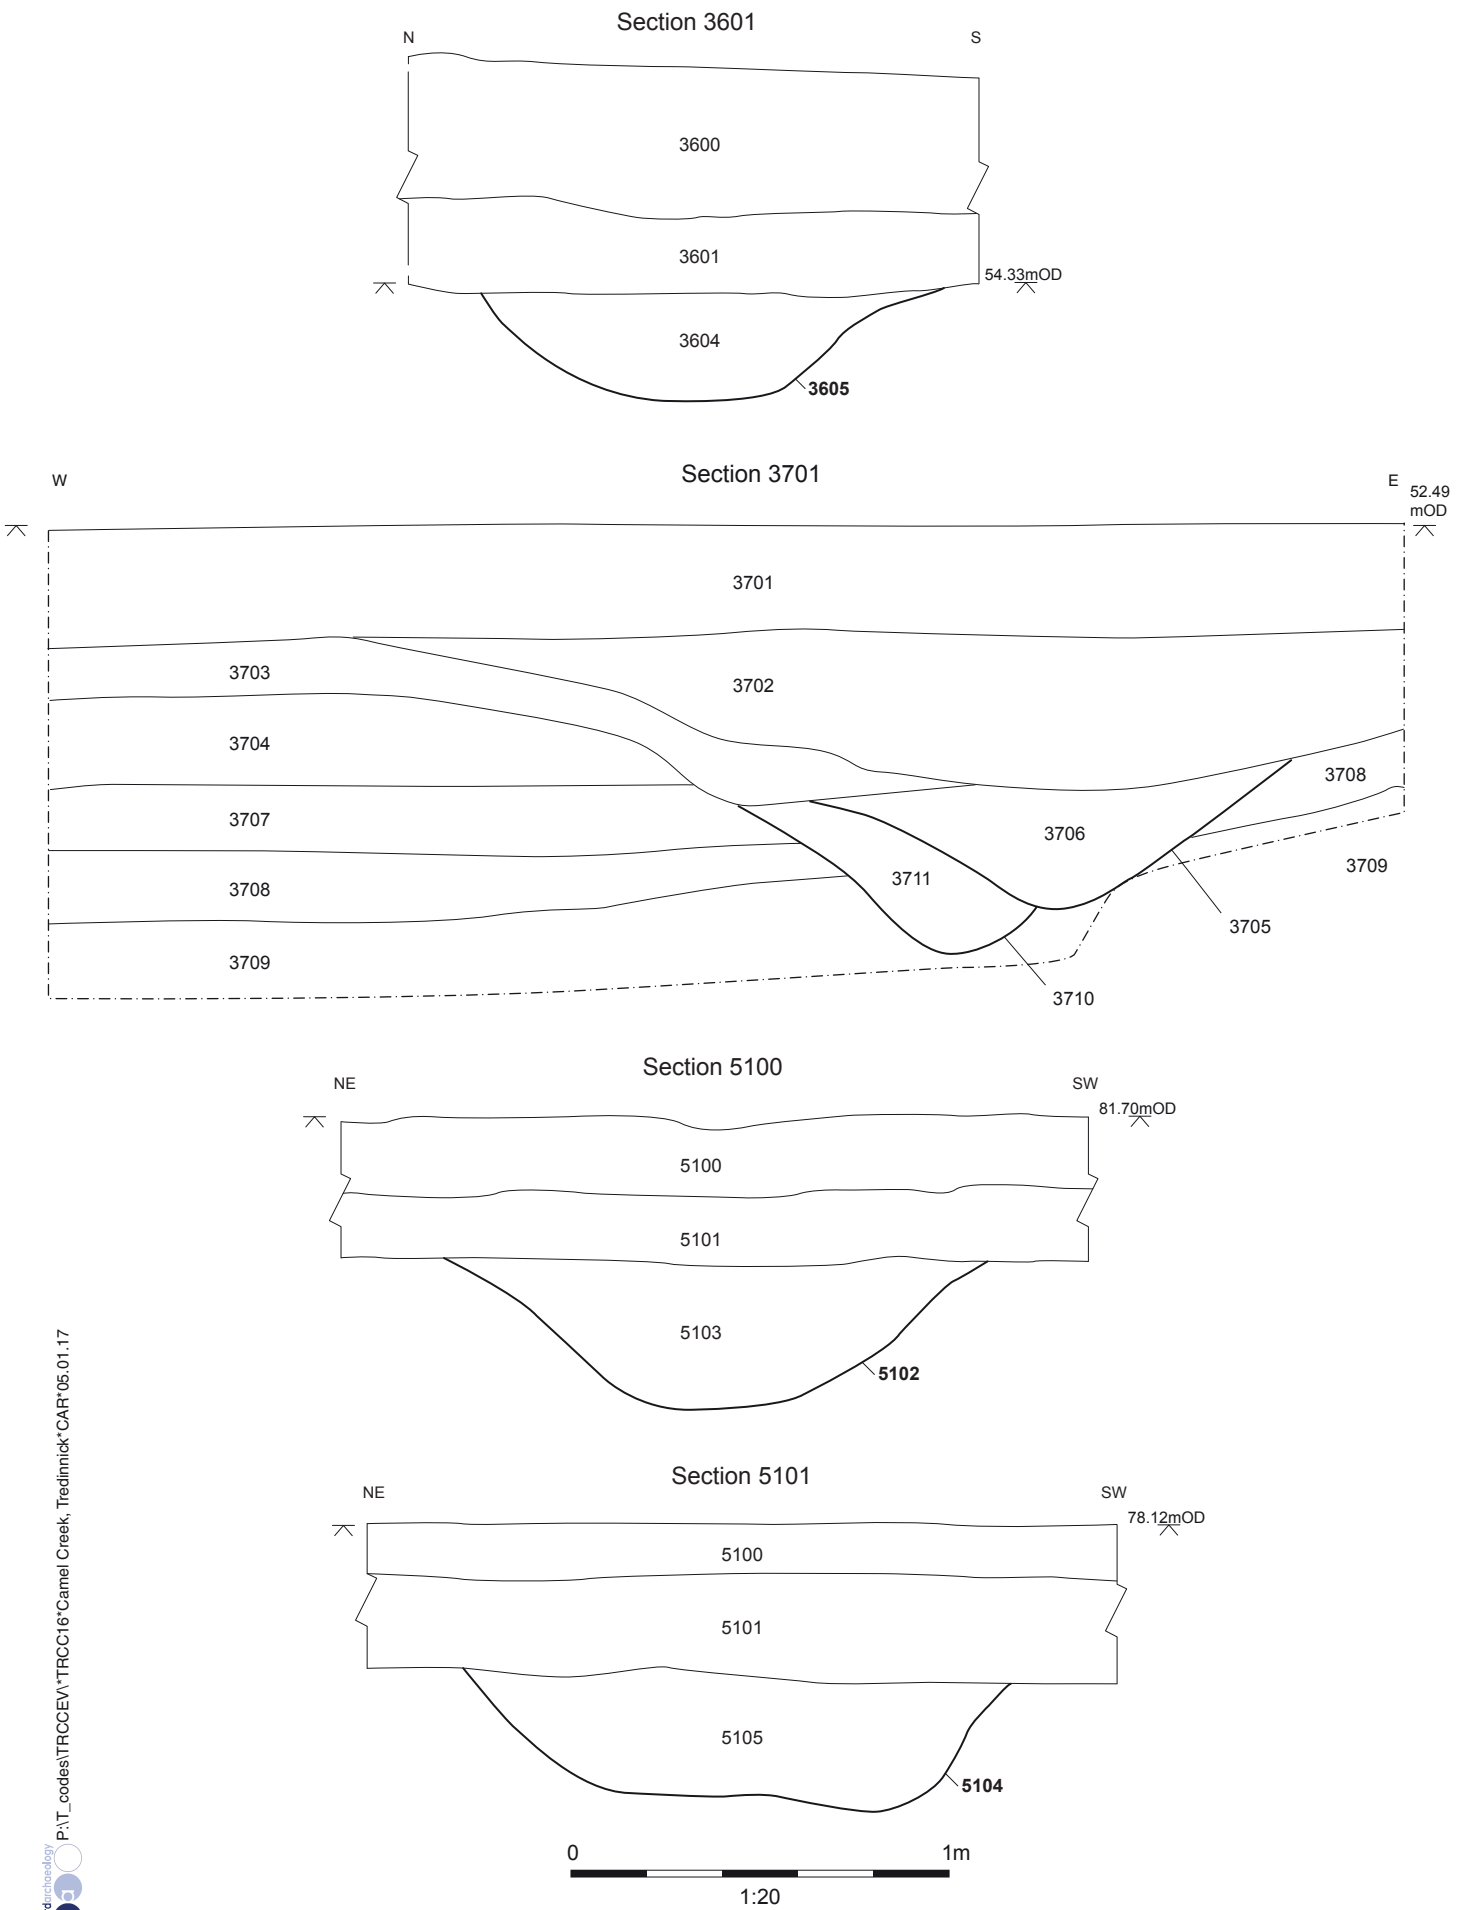 Section 3601
N
S
3600
3601
54.33mOD
3604
3605
Section 3701
W
E
52.49
mOD
3701
3703
3702
3704
3708
3707
3706
3709
3711
3708
3705
3709
3710
Section 5100
NE
SW
81.70mOD
5100
5101
5103
5102
Section 5101
NE
SW
78.12mOD
5100
5101
5105
5104
0
1m
1:20
P:\T_codes\TRCCEV\*TRCC16*Camel Creek, Tredinnick*CAR*05.01.17
archaeology